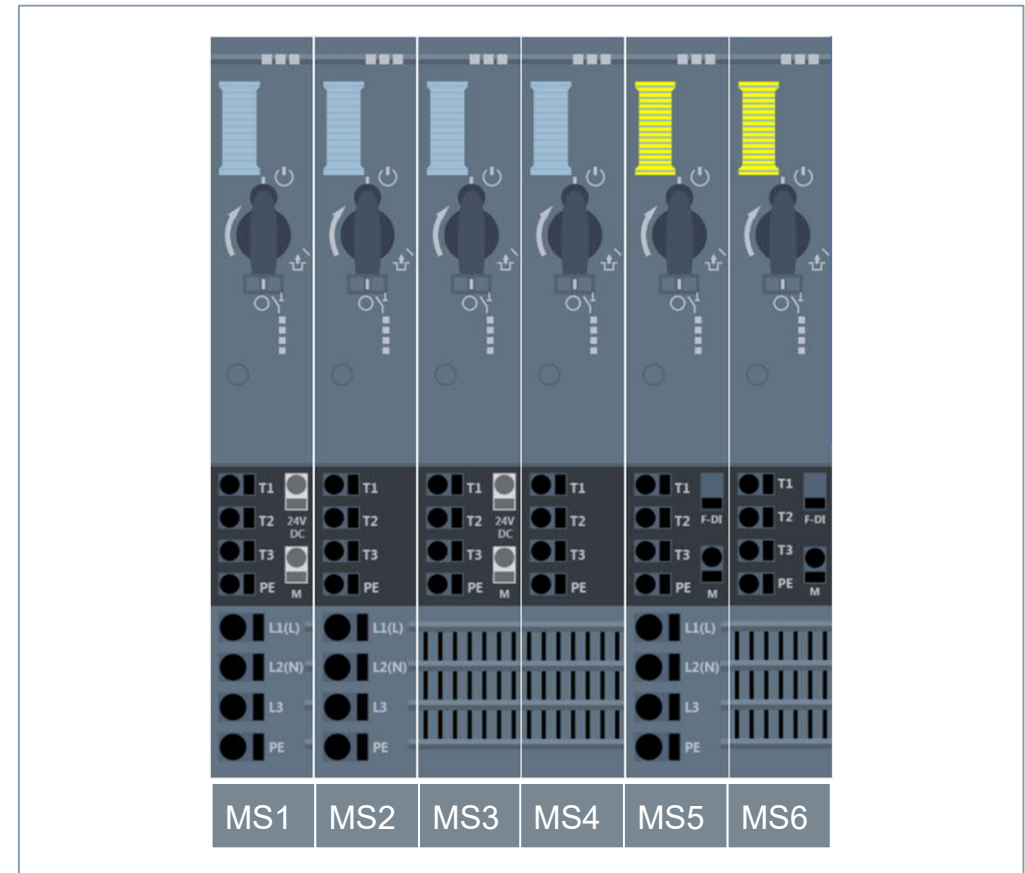 T1 T1 T1 T1 T1 T1
T2 24V DC T2 T2 24V DC T2 T2 F-DI T2 F-DI
T3 T3 T3 T3 T3 T3
PE M PE PE M PE PE M PE M
L1(L) L1(L) L1(L)
L2(N) L2(N) L2(N)
L3 L3 L3
PE PE PE
MS1 MS2 MS3 MS4 MS5 MS6